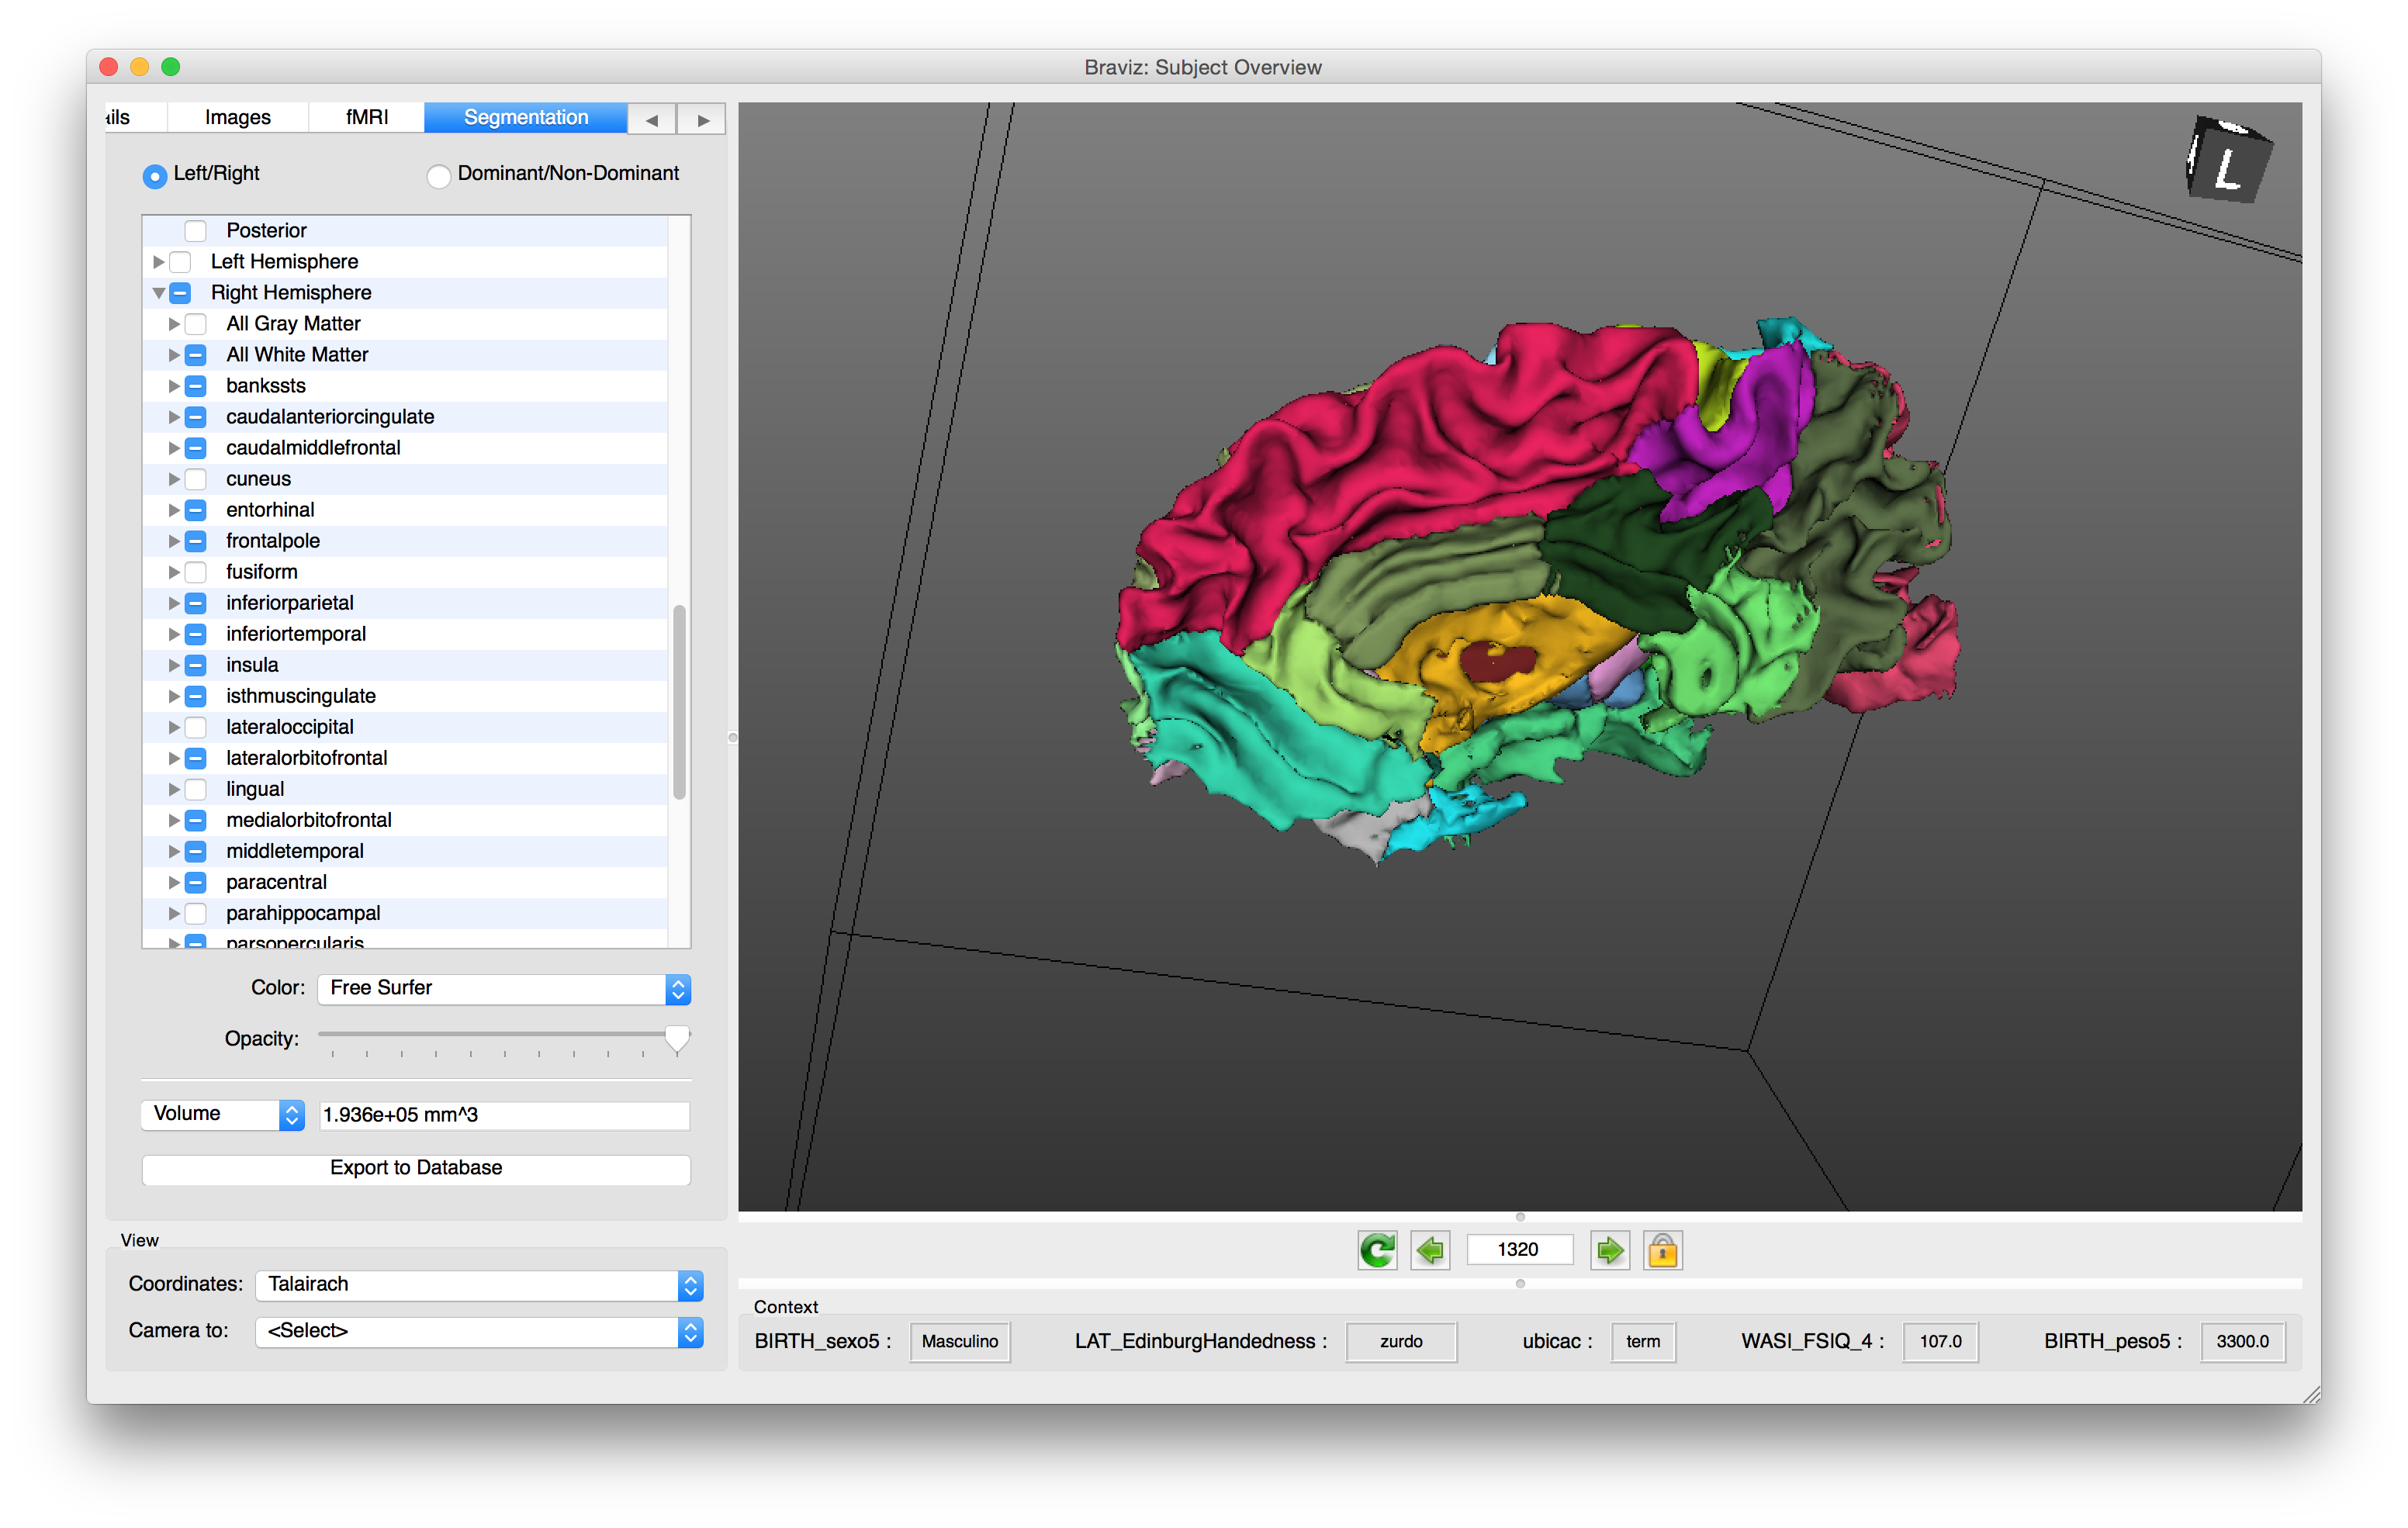 Braviz: Subject Overview
ails Images fMRI Segmentation
Left/Right Dominant/Non-Dominant
Posterior
Left Hemisphere
Right Hemisphere
All Gray Matter
All White Matter
bankssts
caudalanteriorcingulate
caudalmiddlefrontal
cuneus
entorhinal
frontalpole
fusiform
inferiorparietal
inferiortemporal
insula
isthmuscingulate
lateraloccipital
lateralorbitofrontal
lingual
medialorbitofrontal
middletemporal
paracentral
parahippocampal
parsopercularis
Color: Free Surfer
Opacity:
Volume 1.936e+05 mm^3
Export to Database
View
Coordinates: Talairach
Camera to: <Select>
L
1320
Context
BIRTH_sexo5 : Masculino LAT_EdinburgHandedness : zurdo ubicac : term WASI_FSIQ_4 : 107.0 BIRTH_peso5 : 3300.0